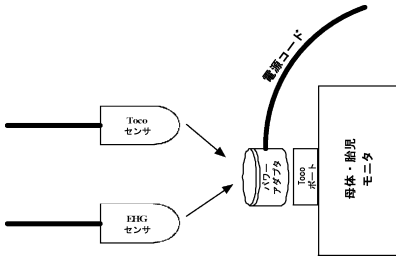 電源コード
Toco
センサ
EHG
センサ
パワー
アダプタ
Toco
ポート
母体・胎児
モニタ